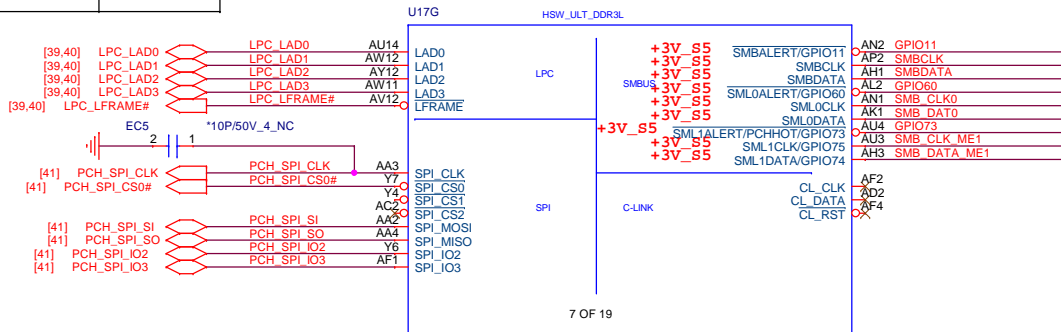 U17G
HSW_ULT_DDR3L
[39,40] LPC_LAD0 LPC_LAD0 AU14 LAD0
[39,40] LPC_LAD1 LPC_LAD1 AW12 LAD1
[39,40] LPC_LAD2 LPC_LAD2 AY12 LAD2
[39,40] LPC_LAD3 LPC_LAD3 AW11 LAD3
[39,40] LPC_LFRAME# LPC_LFRAME# AV12 LFRAME
LPC
SMBUS
+3V_S5 SMBALERT/GPIO11 AN2 GPIO11
+3V_S5 SMBCLK AP2 SMBCLK
+3V_S5 SMBDATA AH1 SMBDATA
+3V_S5 SML0ALERT/GPIO60 AL2 GPIO60
+3V_S5 SML0CLK AN1 SMB_CLK0
+3V_S5 SML0DATA AK1 SMB_DAT0
+3V_S5 SML1ALERT/PCHHOT/GPIO73 AU4 GPIO73
+3V_S5 SML1CLK/GPIO75 AU3 SMB_CLK_ME1
+3V_S5 SML1DATA/GPIO74 AH3 SMB_DATA_ME1
EC5 *10P/50V_4_NC
2 1
[41] PCH_SPI_CLK PCH_SPI_CLK AA3 SPI_CLK
[41] PCH_SPI_CS0# PCH_SPI_CS0# Y7 SPI_CS0
Y4 SPI_CS1
AC2 SPI_CS2
[41] PCH_SPI_SI PCH_SPI_SI AA2 SPI_MOSI
[41] PCH_SPI_SO PCH_SPI_SO AA4 SPI_MISO
[41] PCH_SPI_IO2 PCH_SPI_IO2 Y6 SPI_IO2
[41] PCH_SPI_IO3 PCH_SPI_IO3 AF1 SPI_IO3
SPI
C-LINK
CL_CLK AF2
CL_DATA AD2
CL_RST AF4
7 OF 19